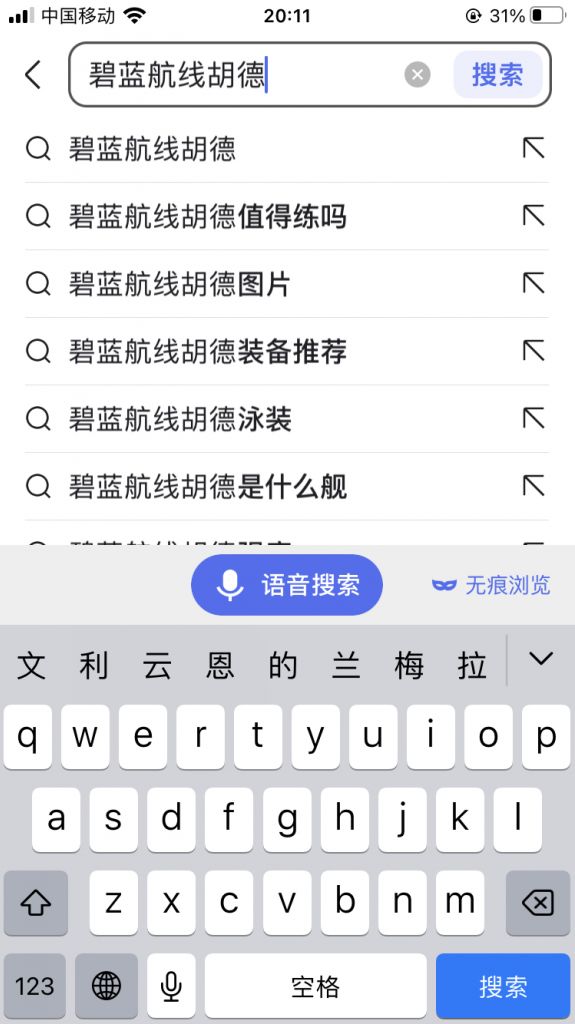 中国移动 20:11 31%
碧蓝航线胡德 搜索
碧蓝航线胡德
碧蓝航线胡德值得练吗
碧蓝航线胡德图片
碧蓝航线胡德装备推荐
碧蓝航线胡德泳装
碧蓝航线胡德是什么舰
语音搜索 无痕浏览
文 利 云 恩 的 兰 梅 拉
q w e r t y u i o p
a s d f g h j k l
z x c v b n m
123 空格 搜索